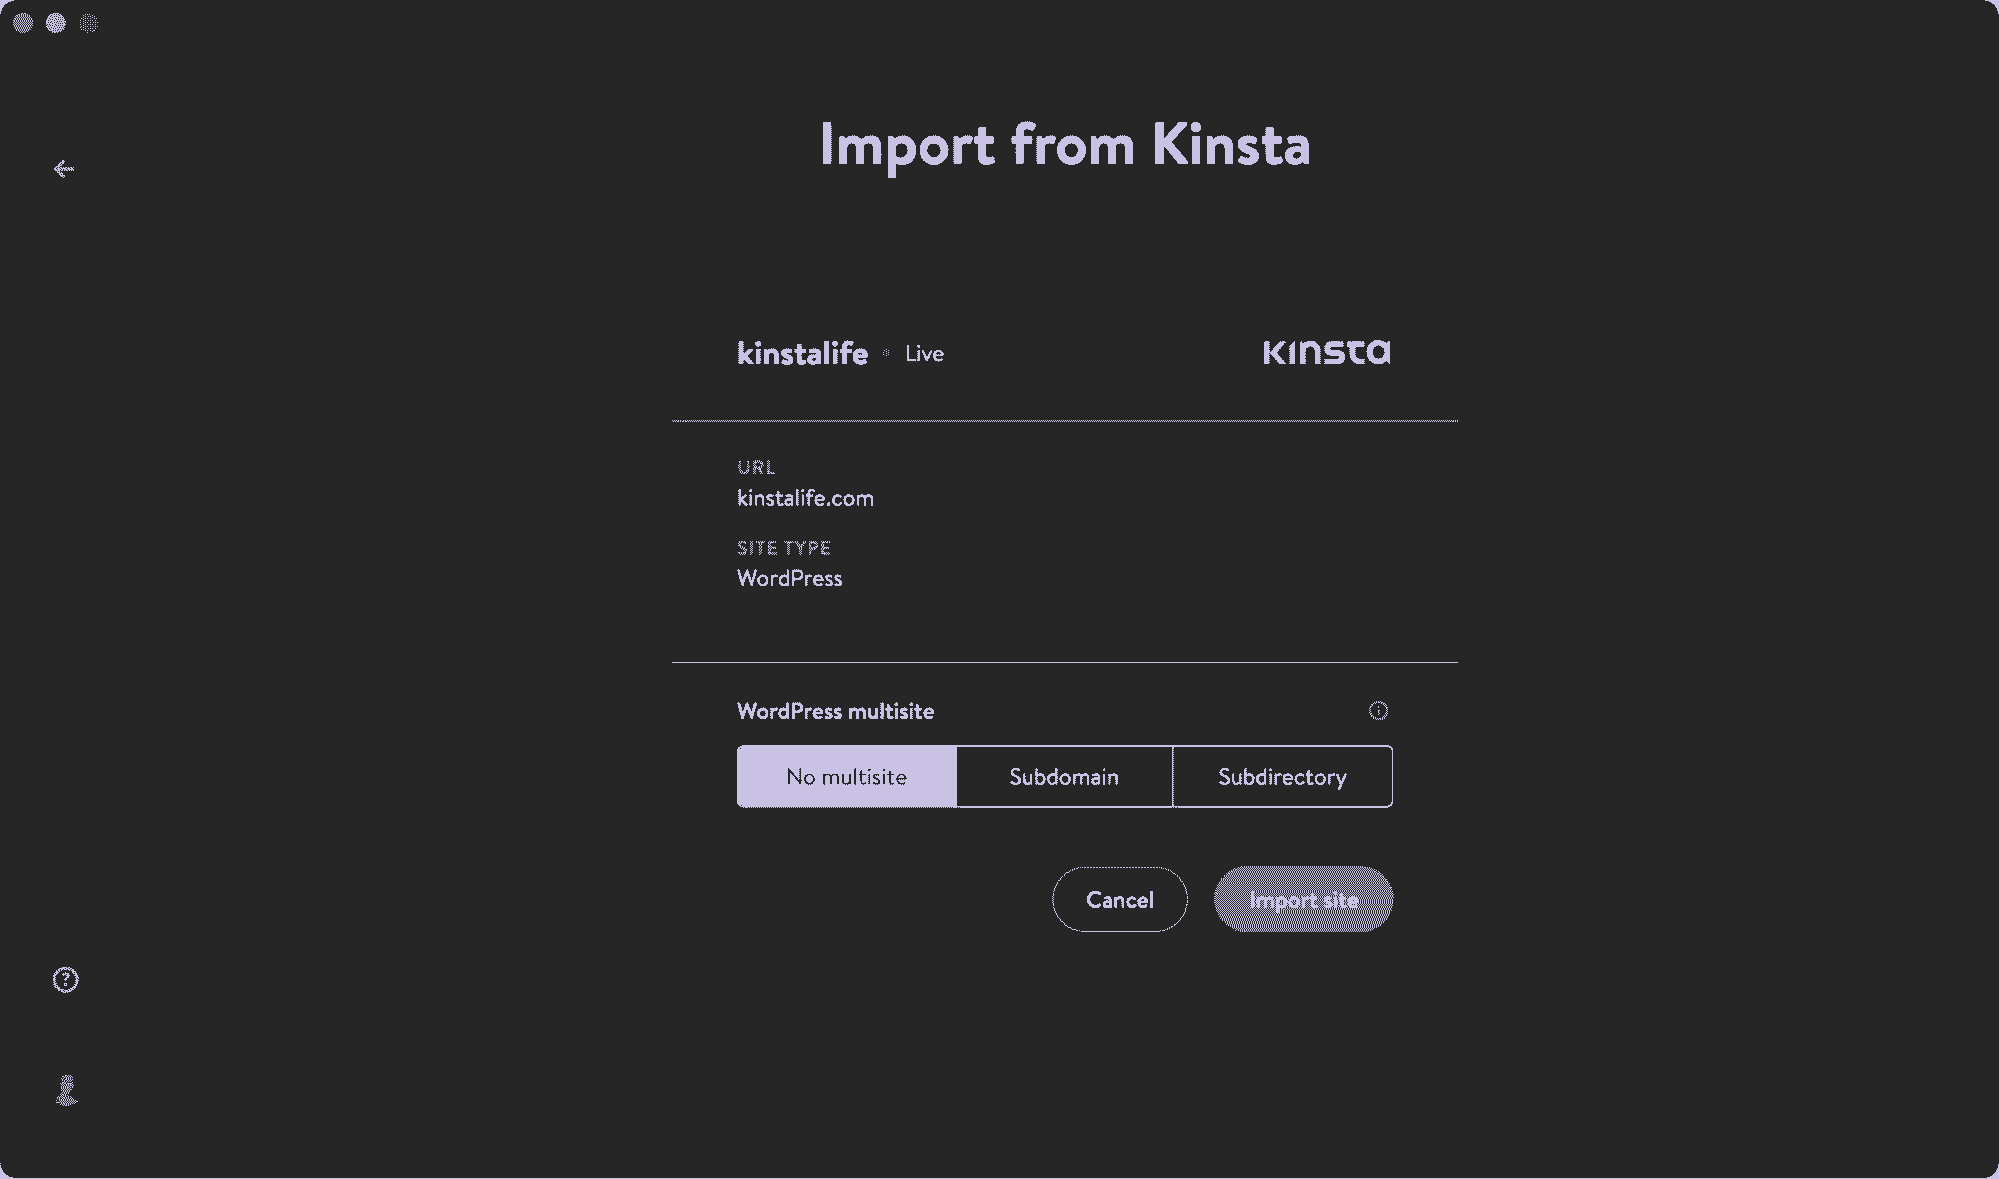 Import from Kinsta
kinstalife • Live
KINSTA
URL
kinstalife.com
SITE TYPE
WordPress
WordPress multisite
No multisite
Subdomain
Subdirectory
Cancel
Import site